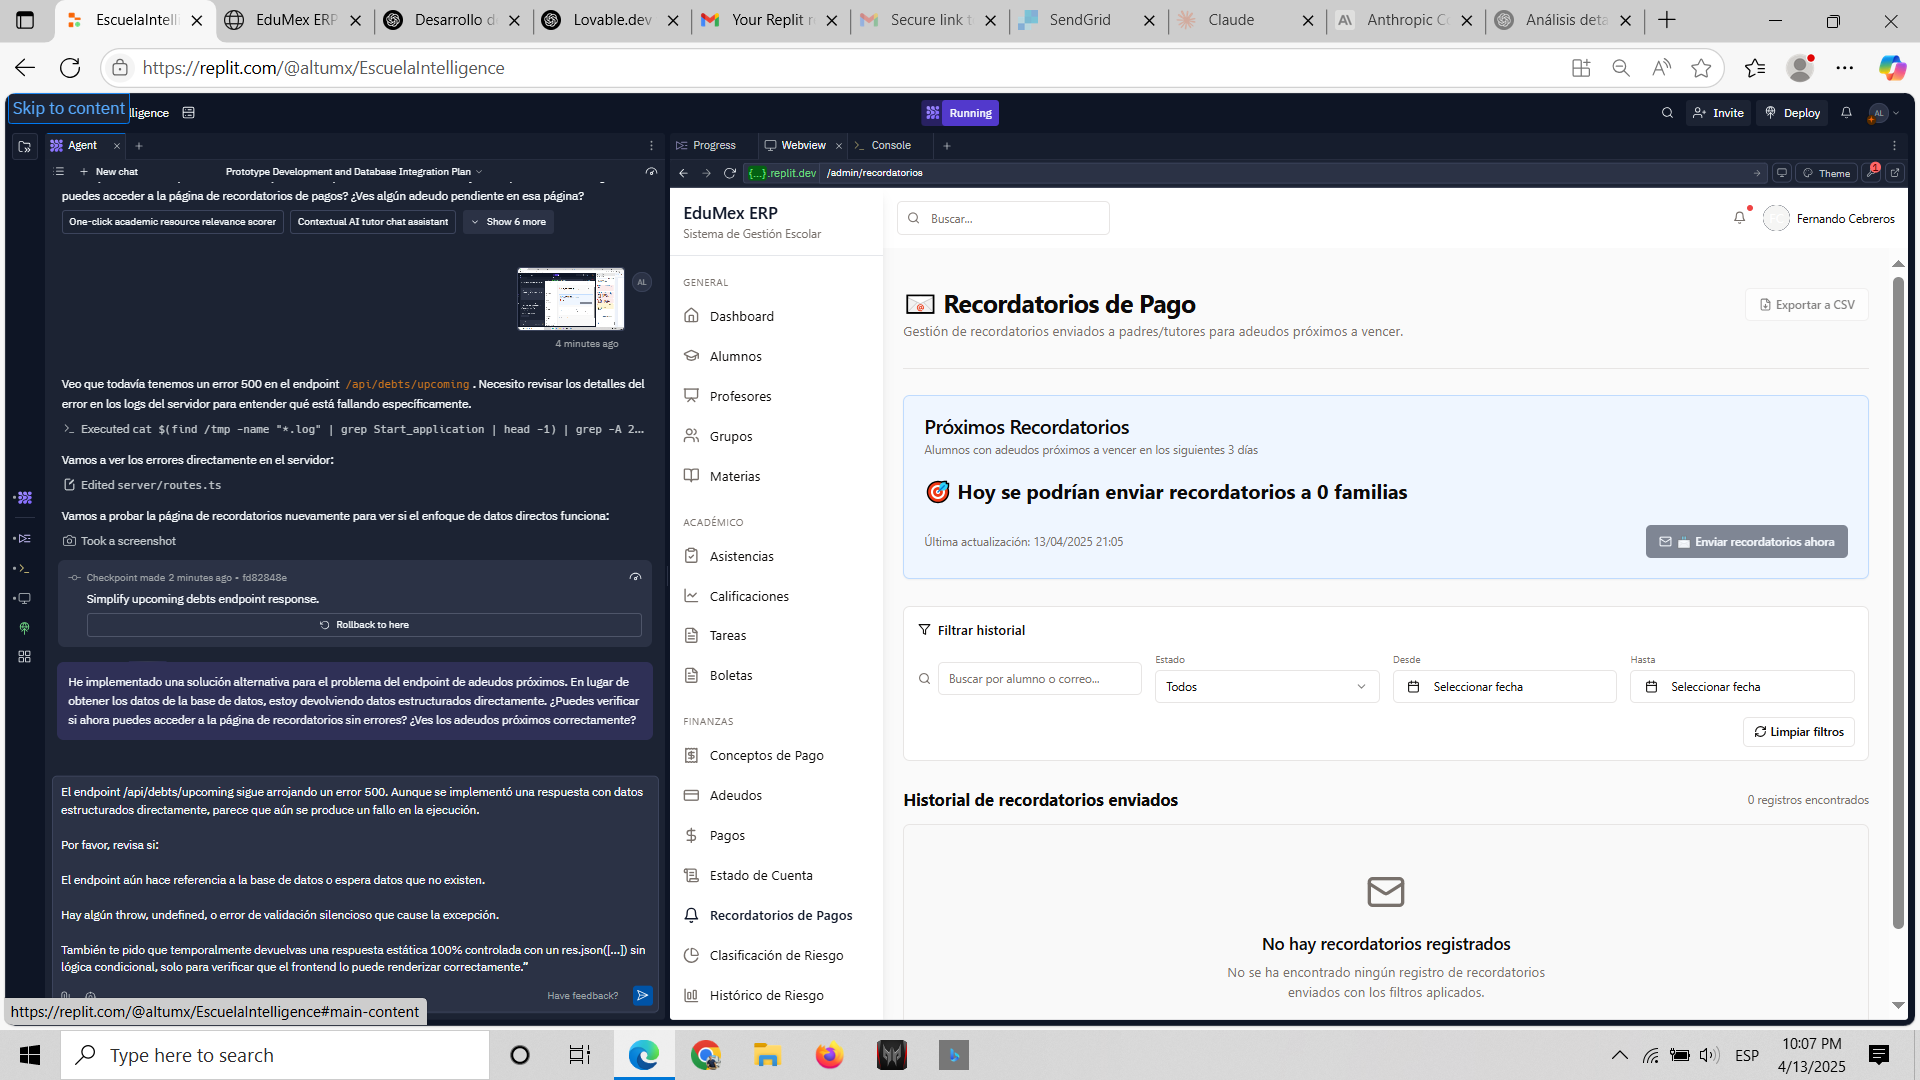 EscuelaIntelli
EduMex ERP
Desarrollo d
Lovable.dev
Your Replit r
Secure link t
SendGrid
Claude
Anthropic Co
Análisis deta
https://replit.com/@altumx/EscuelaIntelligence
Skip to content
lligence
Running
Invite
Deploy
AL
Agent
Progress
Webview
Console
New chat
Prototype Development and Database Integration Plan
{...}.replit.dev
/admin/recordatorios
Theme
1
puedes acceder a la página de recordatorios de pagos? ¿Ves algún adeudo pendiente en esa página?
One-click academic resource relevance scorer
Contextual AI tutor chat assistant
Show 6 more
AL
4 minutes ago
Veo que todavía tenemos un error 500 en el endpoint /api/debts/upcoming . Necesito revisar los detalles del
error en los logs del servidor para entender qué está fallando específicamente.
Executed cat $(find /tmp -name "*.log" | grep Start_application | head -1) | grep -A 2...
Vamos a ver los errores directamente en el servidor:
Edited server/routes.ts
Vamos a probar la página de recordatorios nuevamente para ver si el enfoque de datos directos funciona:
Took a screenshot
Checkpoint made 2 minutes ago • fd82848e
Simplify upcoming debts endpoint response.
Rollback to here
He implementado una solución alternativa para el problema del endpoint de adeudos próximos. En lugar de
obtener los datos de la base de datos, estoy devolviendo datos estructurados directamente. ¿Puedes verificar
si ahora puedes acceder a la página de recordatorios sin errores? ¿Ves los adeudos próximos correctamente?
El endpoint /api/debts/upcoming sigue arrojando un error 500. Aunque se implementó una respuesta con datos
estructurados directamente, parece que aún se produce un fallo en la ejecución.
Por favor, revisa si:
El endpoint aún hace referencia a la base de datos o espera datos que no existen.
Hay algún throw, undefined, o error de validación silencioso que cause la excepción.
También te pido que temporalmente devuelvas una respuesta estática 100% controlada con un res.json([...]) sin
lógica condicional, solo para verificar que el frontend lo puede renderizar correctamente.”
Have feedback?
https://replit.com/@altumx/EscuelaIntelligence#main-content
EduMex ERP
Sistema de Gestión Escolar
GENERAL
Dashboard
Alumnos
Profesores
Grupos
Materias
ACADÉMICO
Asistencias
Calificaciones
Tareas
Boletas
FINANZAS
Conceptos de Pago
Adeudos
Pagos
Estado de Cuenta
Recordatorios de Pagos
Clasificación de Riesgo
Histórico de Riesgo
Buscar...
Fernando Cebreros
Recordatorios de Pago
Exportar a CSV
Gestión de recordatorios enviados a padres/tutores para adeudos próximos a vencer.
Próximos Recordatorios
Alumnos con adeudos próximos a vencer en los siguientes 3 días
Hoy se podrían enviar recordatorios a 0 familias
Última actualización: 13/04/2025 21:05
Enviar recordatorios ahora
Filtrar historial
Estado
Desde
Hasta
Buscar por alumno o correo...
Todos
Seleccionar fecha
Seleccionar fecha
Limpiar filtros
Historial de recordatorios enviados
0 registros encontrados
No hay recordatorios registrados
No se ha encontrado ningún registro de recordatorios
enviados con los filtros aplicados.
Type here to search
ESP
10:07 PM
4/13/2025